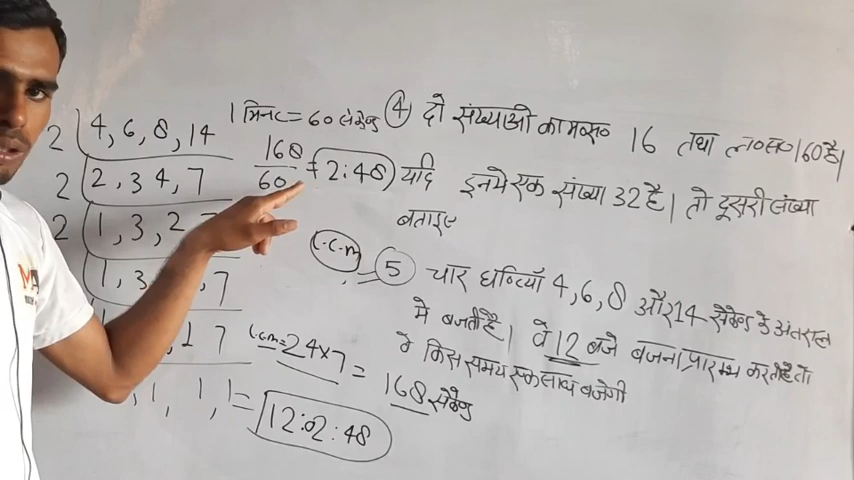 2 | 4, 6, 8, 14
2 | 2, 3 4, 7
2 | 1, 3, 2 7
1, 3 , 7
1 7
1, 1, 1
1 मिनट = 60 सेकेण्ड
168/60 = 2:48
④ दो संख्याओ का म०स० 16 तथा ल०स० 160 है।
यदि इनमे एक संख्या 32 है। तो दूसरी संख्या
बताइए
L.C.M
⑤ चार घण्टियाँ 4, 6, 8 और 14 सेकेण्ड के अंतराल
मे बजती है। वे 12 बजे बजना प्रारम्भ करती है तो
वे किस समय एक साथ बजेगी
L.C.M = 24×7 =
168 सेकेण्ड
= 12:02:48